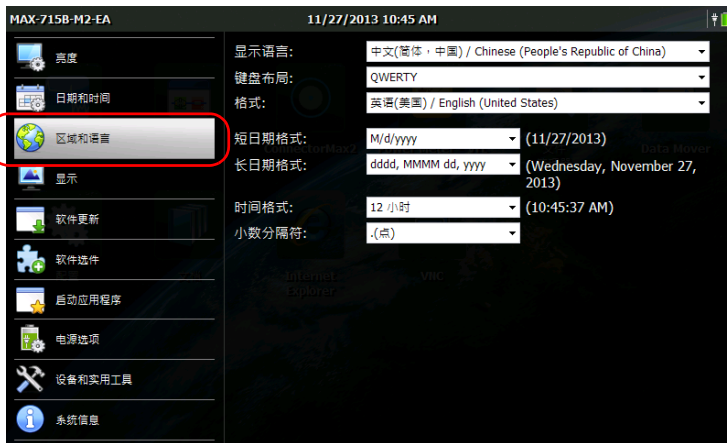 MAX-715B-M2-EA 11/27/2013 10:45 AM
亮度
日期和时间
区域和语言
显示
软件更新
软件选件
启动应用程序
电源选项
设备和实用工具
系统信息
显示语言: 中文(简体，中国) / Chinese (People's Republic of China)
键盘布局: QWERTY
格式: 英语(美国) / English (United States)
短日期格式: M/d/yyyy (11/27/2013)
长日期格式: dddd, MMMM dd, yyyy (Wednesday, November 27,
2013)
时间格式: 12 小时 (10:45:37 AM)
小数分隔符: .(点)
ConnectorMax2
Data Mover
Internet
Explorer
VNC